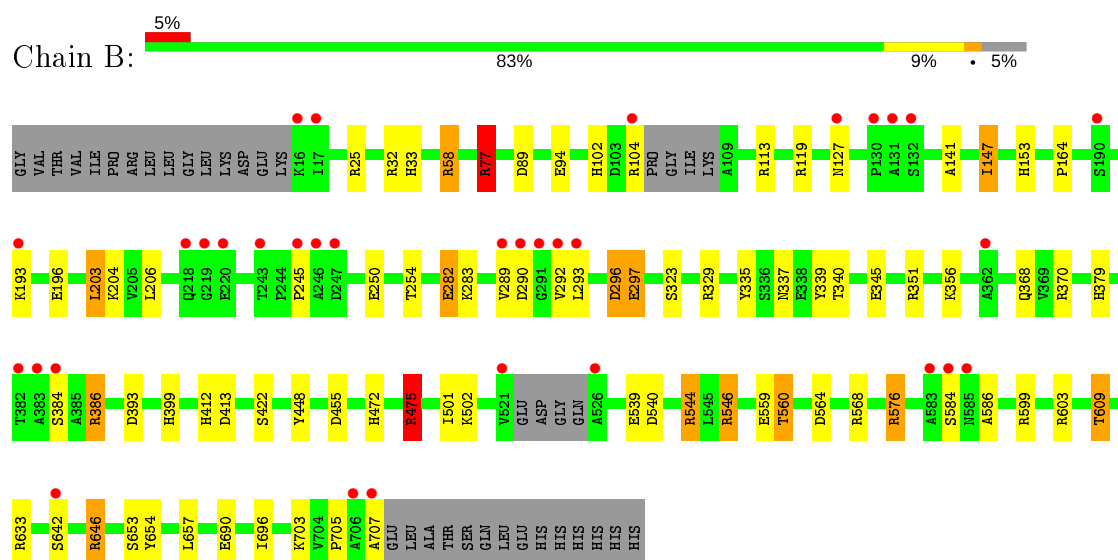 5%
Chain B:
83% 9% • 5%
GLY VAL THR VAL ILE PRO ARG LEU LEU GLY LEU LYS ASP GLU LYS K16 I17 R25 R32 H33 R58 R77 D89 E94 H102 D103 R104 PRO GLY ILE LYS A109 R113 R119 N127 P130 A131 S132 A141 I147 H153 P164 S190
K193 E196 L203 K204 V205 L206 Q218 G219 E220 T243 P244 P245 A246 D247 E250 T254 E282 K283 V289 D290 G291 V292 L293 D296 E297 S323 R329 Y335 S336 N337 E338 Y339 T340 E345 R351 K356 A362 Q368 V369 R370 H379
T382 A383 S384 A385 R386 D393 H399 H412 D413 S422 Y448 D455 H472 R475 I501 K502 V521 GLU ASP GLY GLN A526 E539 D540 R544 L545 R546 E559 T560 D564 R568 R576 A583 S584 N585 A586 R599 R603 T609
R633 S642 R646 S653 Y654 L657 E690 I696 K703 V704 P705 A706 A707 GLU LEU ALA THR SER GLN LEU GLU HIS HIS HIS HIS HIS HIS